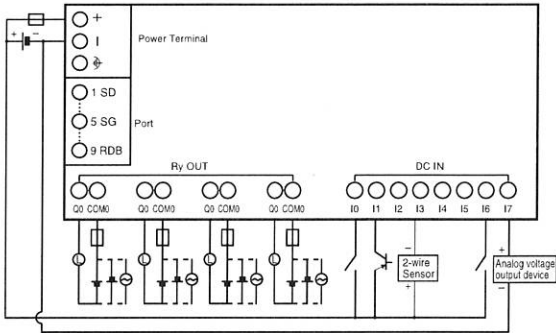 +
Power Terminal
+ −
I
1 SD
5 SG
Port
9 RDB
Ry OUT
DC IN
Q0 COM0 Q0 COM0 Q0 COM0 Q0 COM0 I0 I1 I2 I3 I4 I5 I6 I7
L L L L
−
2-wire
Sensor
+
+
Analog voltage
output device
−